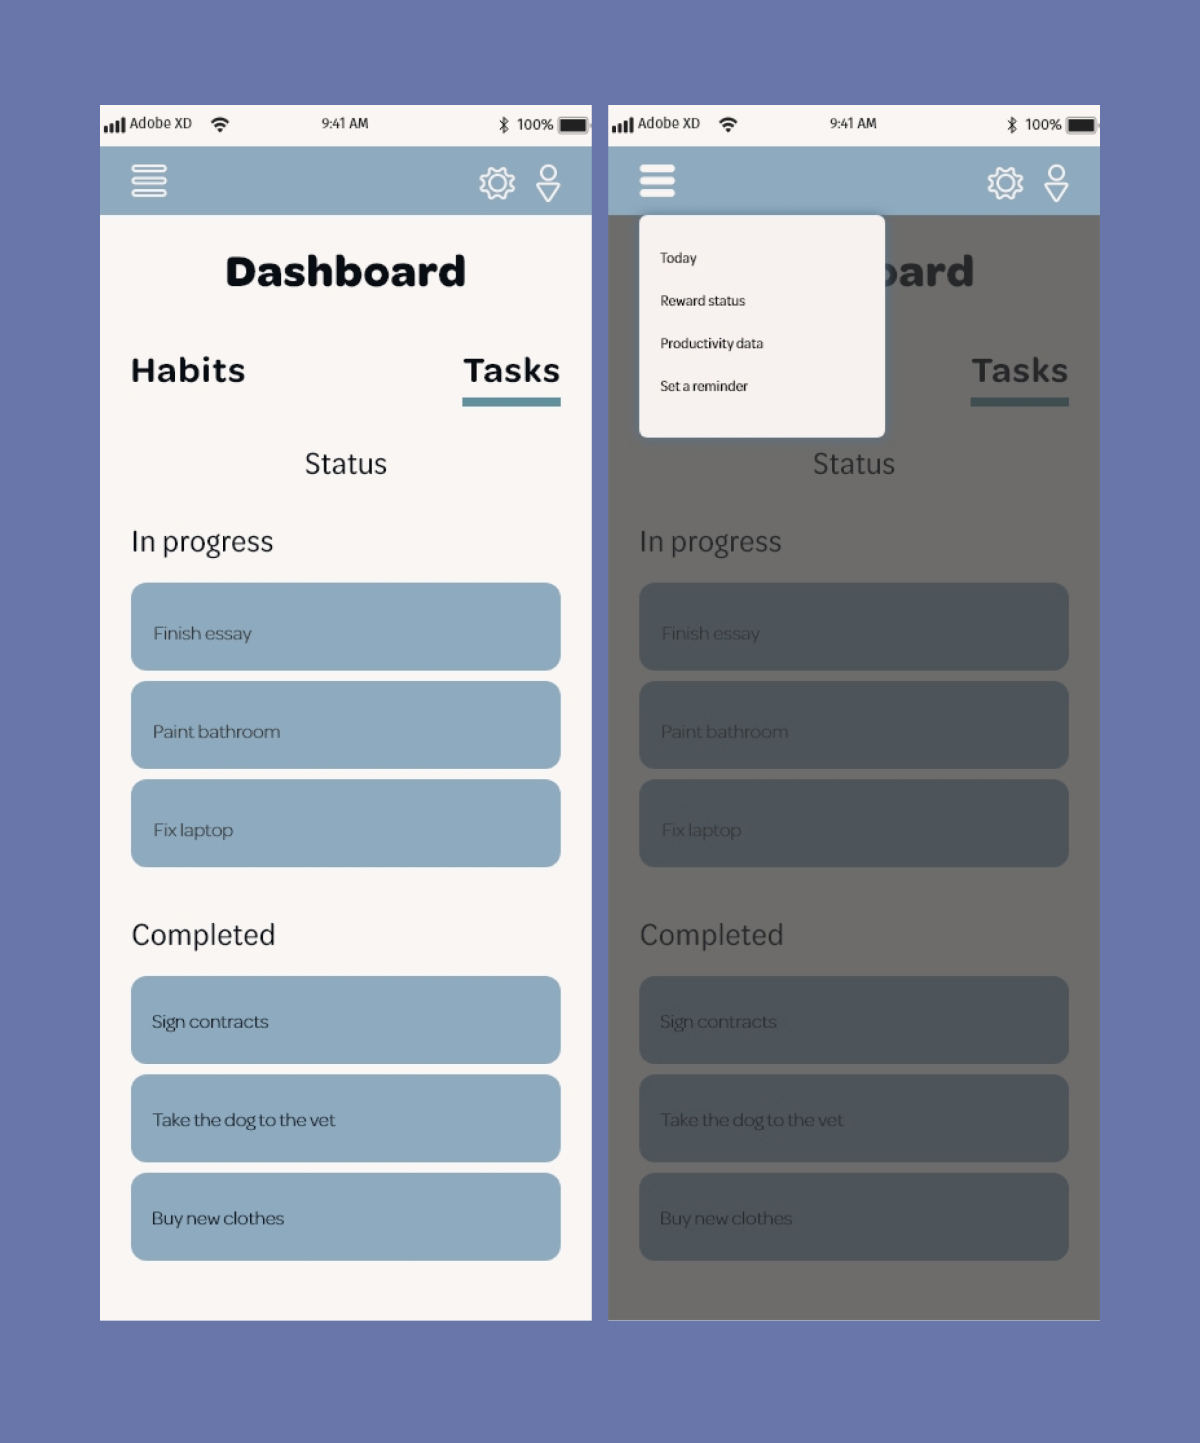 Adobe XD 9:41 AM 100%
Dashboard
Habits Tasks
Status
In progress
Finish essay
Paint bathroom
Fix laptop
Completed
Sign contracts
Take the dog to the vet
Buy new clothes
Adobe XD 9:41 AM 100%
Today
Reward status
Productivity data
Set a reminder
oard
Tasks
Status
In progress
Finish essay
Paint bathroom
Fix laptop
Completed
Sign contracts
Take the dog to the vet
Buy new clothes